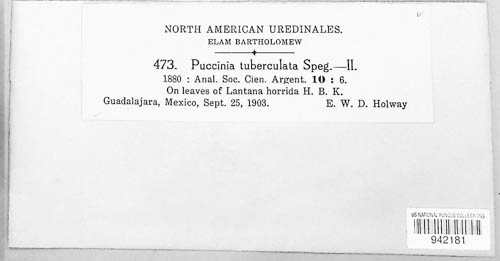 NORTH AMERICAN UREDINALES.
ELAM BARTHOLOMEW
473. Puccinia tuberculata Speg.—II.
1880 : Anal. Soc. Cien. Argent. 10 : 6.
On leaves of Lantana horrida H. B. K.
Guadalajara, Mexico, Sept. 25, 1903. E. W. D. Holway
US NATIONAL FUNGUS COLLECTIONS
942181